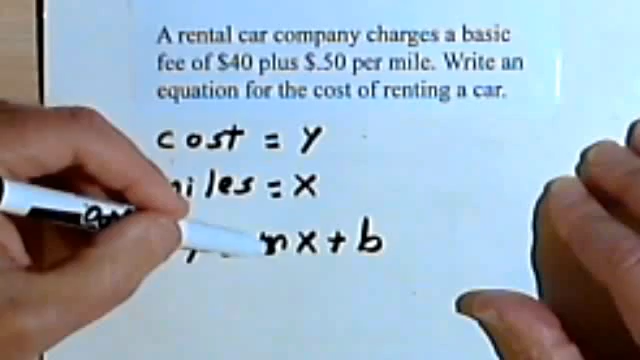 A rental car company charges a basic
fee of $40 plus $.50 per mile. Write an
equation for the cost of renting a car.
cost = y
miles = x
y = mx + b